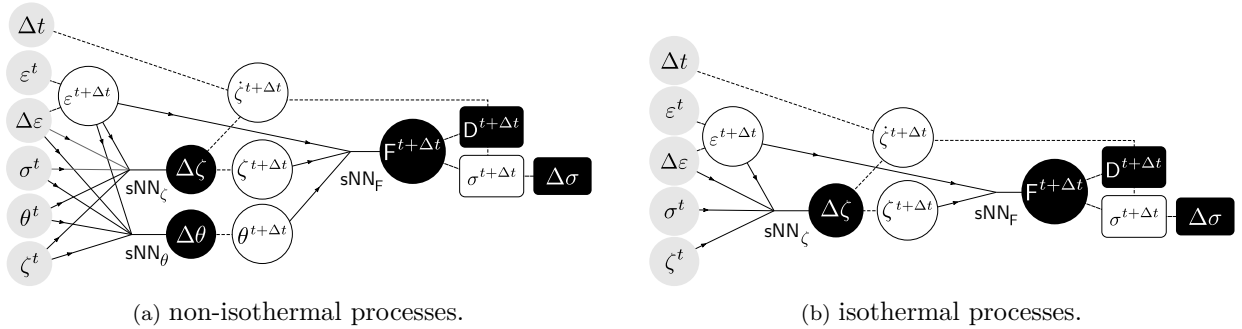 Δt
ε^t
Δε
σ^t
θ^t
ζ^t
ε^{t+Δt}
sNN_ζ
sNN_θ
Δζ
Δθ
ζ̇^{t+Δt}
ζ^{t+Δt}
θ^{t+Δt}
sNN_F
F^{t+Δt}
D^{t+Δt}
σ^{t+Δt}
Δσ
(a) non-isothermal processes.
Δt
ε^t
Δε
σ^t
ζ^t
ε^{t+Δt}
sNN_ζ
Δζ
ζ̇^{t+Δt}
ζ^{t+Δt}
sNN_F
F^{t+Δt}
D^{t+Δt}
σ^{t+Δt}
Δσ
(b) isothermal processes.